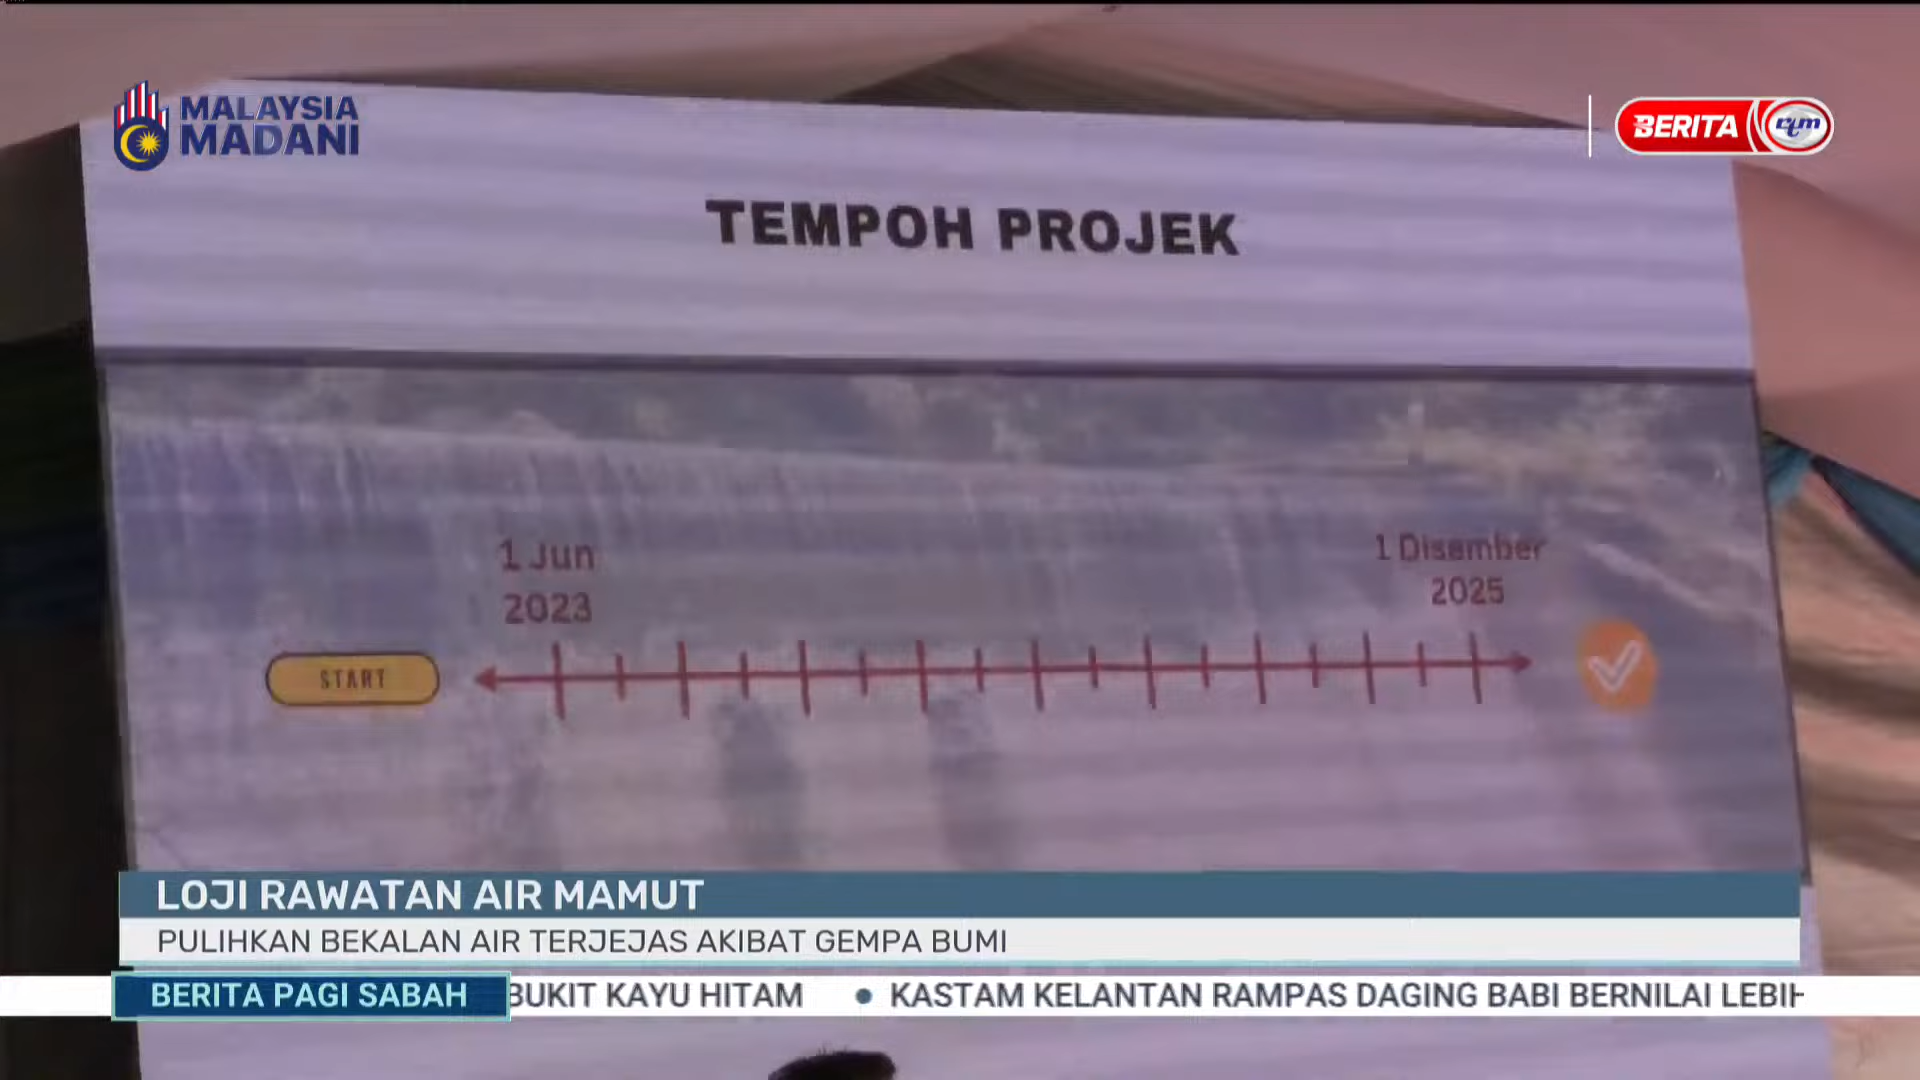 MALAYSIA
MADANI
BERITA rtm
TEMPOH PROJEK
1 Jun
2023
1 Disember
2025
START
LOJI RAWATAN AIR MAMUT
PULIHKAN BEKALAN AIR TERJEJAS AKIBAT GEMPA BUMI
BERITA PAGI SABAH BUKIT KAYU HITAM • KASTAM KELANTAN RAMPAS DAGING BABI BERNILAI